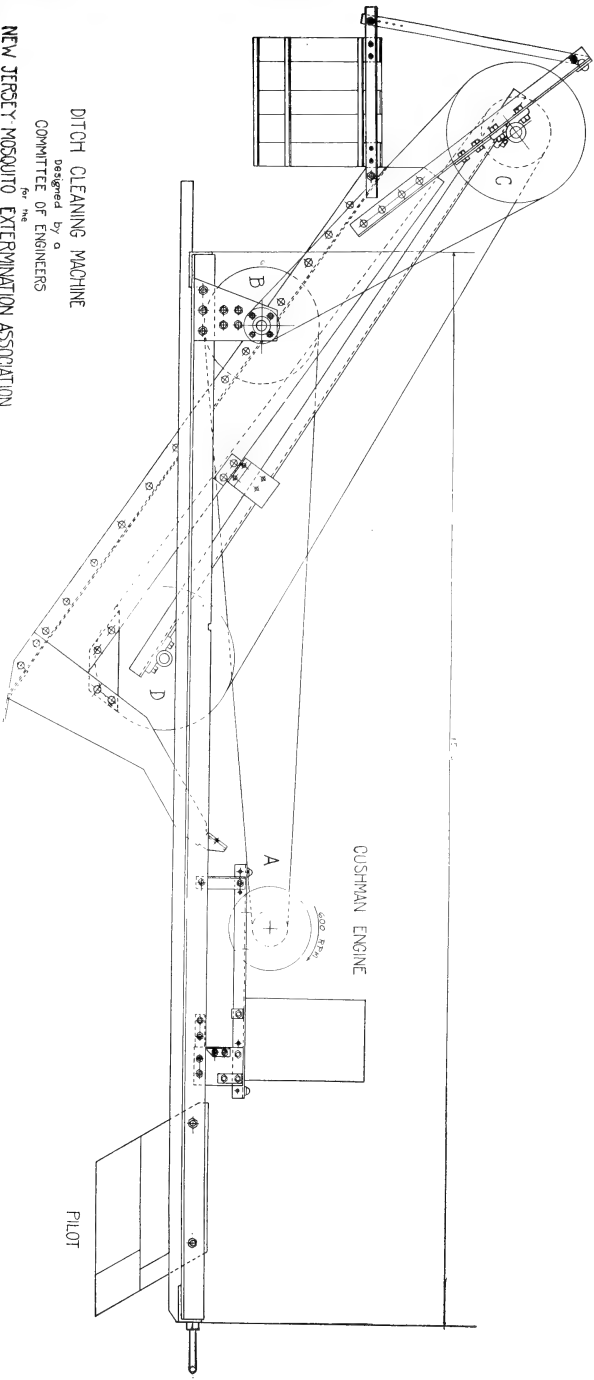 DITCH CLEANING MACHINE
Designed by a
COMMITTEE OF ENGINEERS
for the
NEW JERSEY MOSQUITO EXTERMINATION ASSOCIATION
C
B
D
A
CUSHMAN ENGINE
600 R.P.M.
PILOT